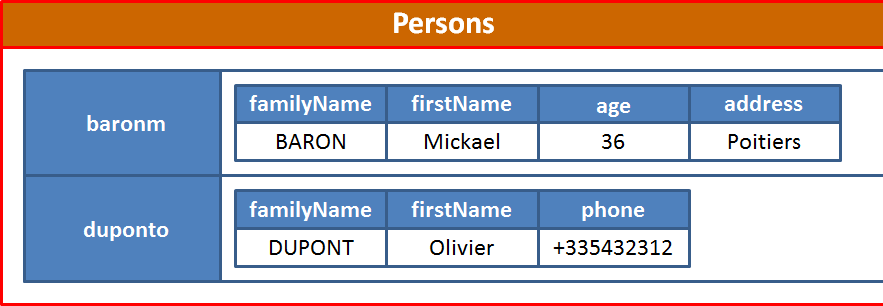 Persons
baronm
familyName firstName age address
BARON Mickael 36 Poitiers
duponto
familyName firstName phone
DUPONT Olivier +335432312